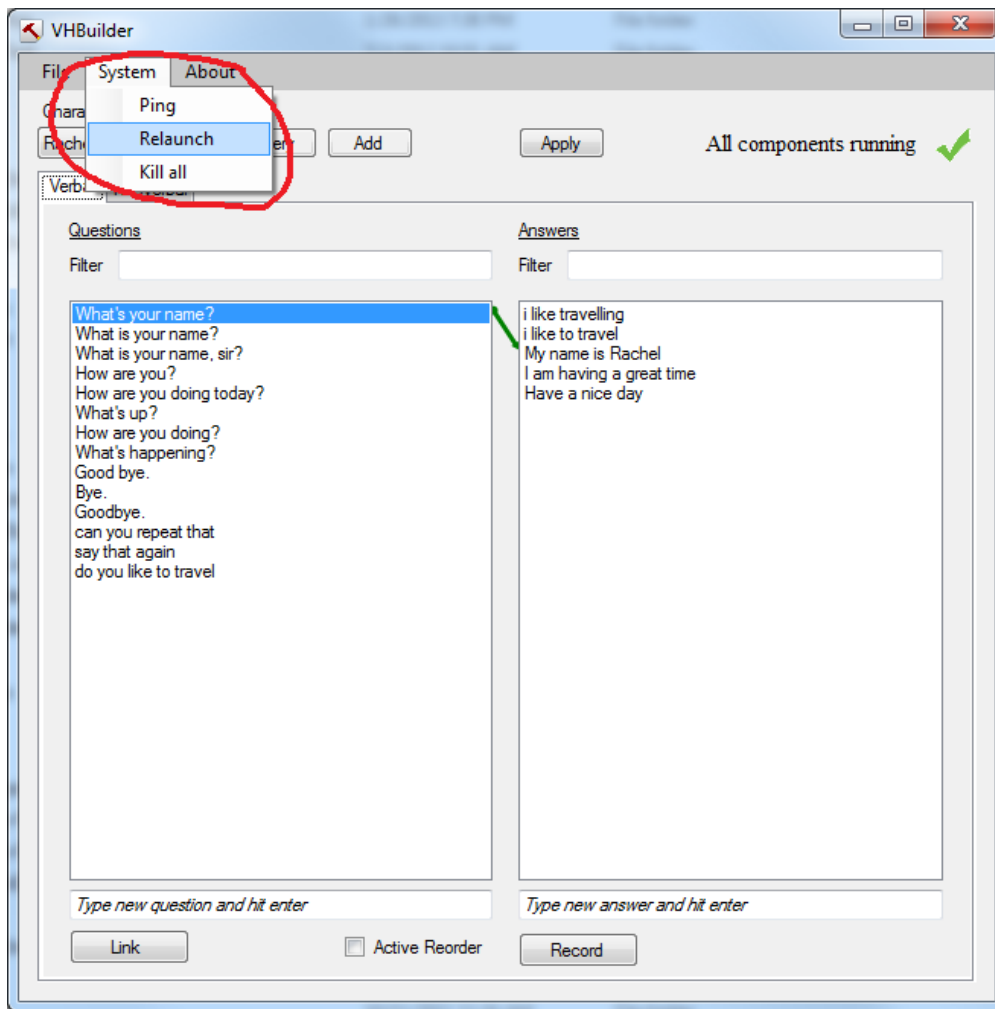 VHBuilder
System About
Ping
Relaunch
Kill all
Add
Apply
All components running
Questions
Answers
Filter
Filter
What's your name?
What is your name?
What is your name, sir?
How are you?
How are you doing today?
What's up?
How are you doing?
What's happening?
Good bye.
Bye.
Goodbye.
can you repeat that
say that again
do you like to travel
i like travelling
i like to travel
My name is Rachel
I am having a great time
Have a nice day
Type new question and hit enter
Type new answer and hit enter
Link
Active Reorder
Record